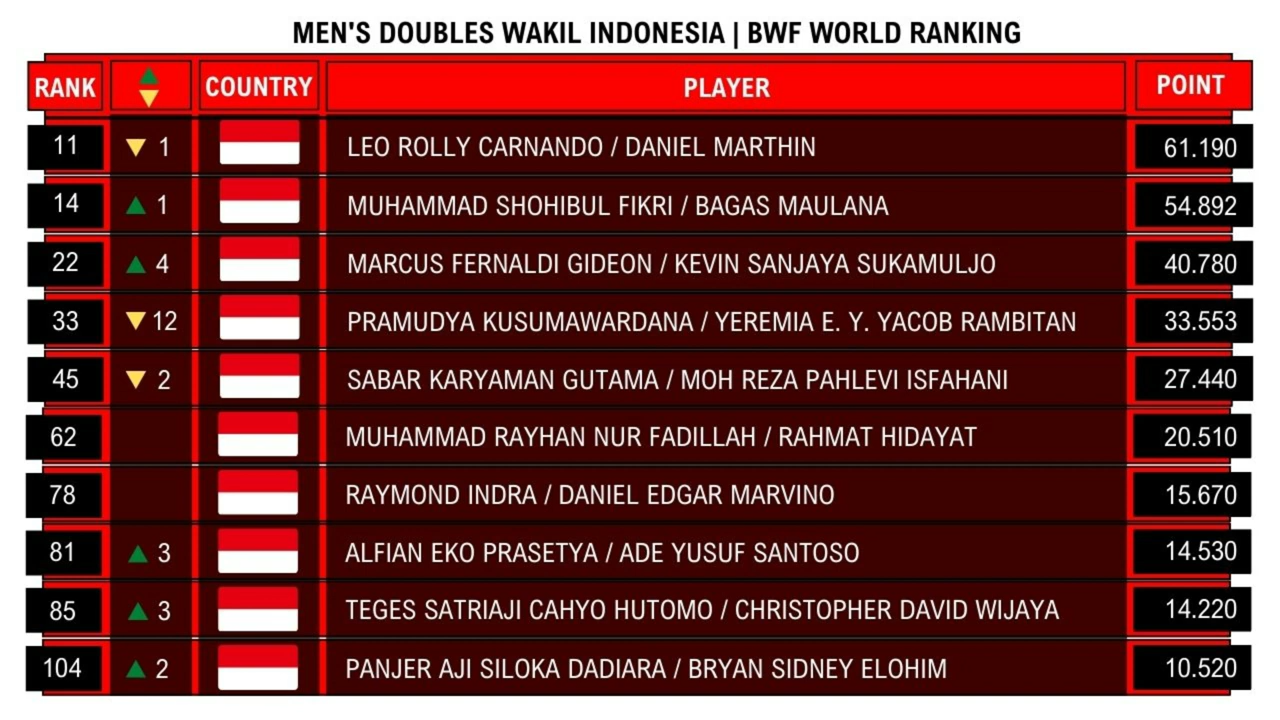 MEN'S DOUBLES WAKIL INDONESIA | BWF WORLD RANKING
RANK ▲▼ COUNTRY PLAYER POINT
11 ▼ 1 LEO ROLLY CARNANDO / DANIEL MARTHIN 61.190
14 ▲ 1 MUHAMMAD SHOHIBUL FIKRI / BAGAS MAULANA 54.892
22 ▲ 4 MARCUS FERNALDI GIDEON / KEVIN SANJAYA SUKAMULJO 40.780
33 ▼ 12 PRAMUDYA KUSUMAWARDANA / YEREMIA E. Y. YACOB RAMBITAN 33.553
45 ▼ 2 SABAR KARYAMAN GUTAMA / MOH REZA PAHLEVI ISFAHANI 27.440
62 MUHAMMAD RAYHAN NUR FADILLAH / RAHMAT HIDAYAT 20.510
78 RAYMOND INDRA / DANIEL EDGAR MARVINO 15.670
81 ▲ 3 ALFIAN EKO PRASETYA / ADE YUSUF SANTOSO 14.530
85 ▲ 3 TEGES SATRIAJI CAHYO HUTOMO / CHRISTOPHER DAVID WIJAYA 14.220
104 ▲ 2 PANJER AJI SILOKA DADIARA / BRYAN SIDNEY ELOHIM 10.520